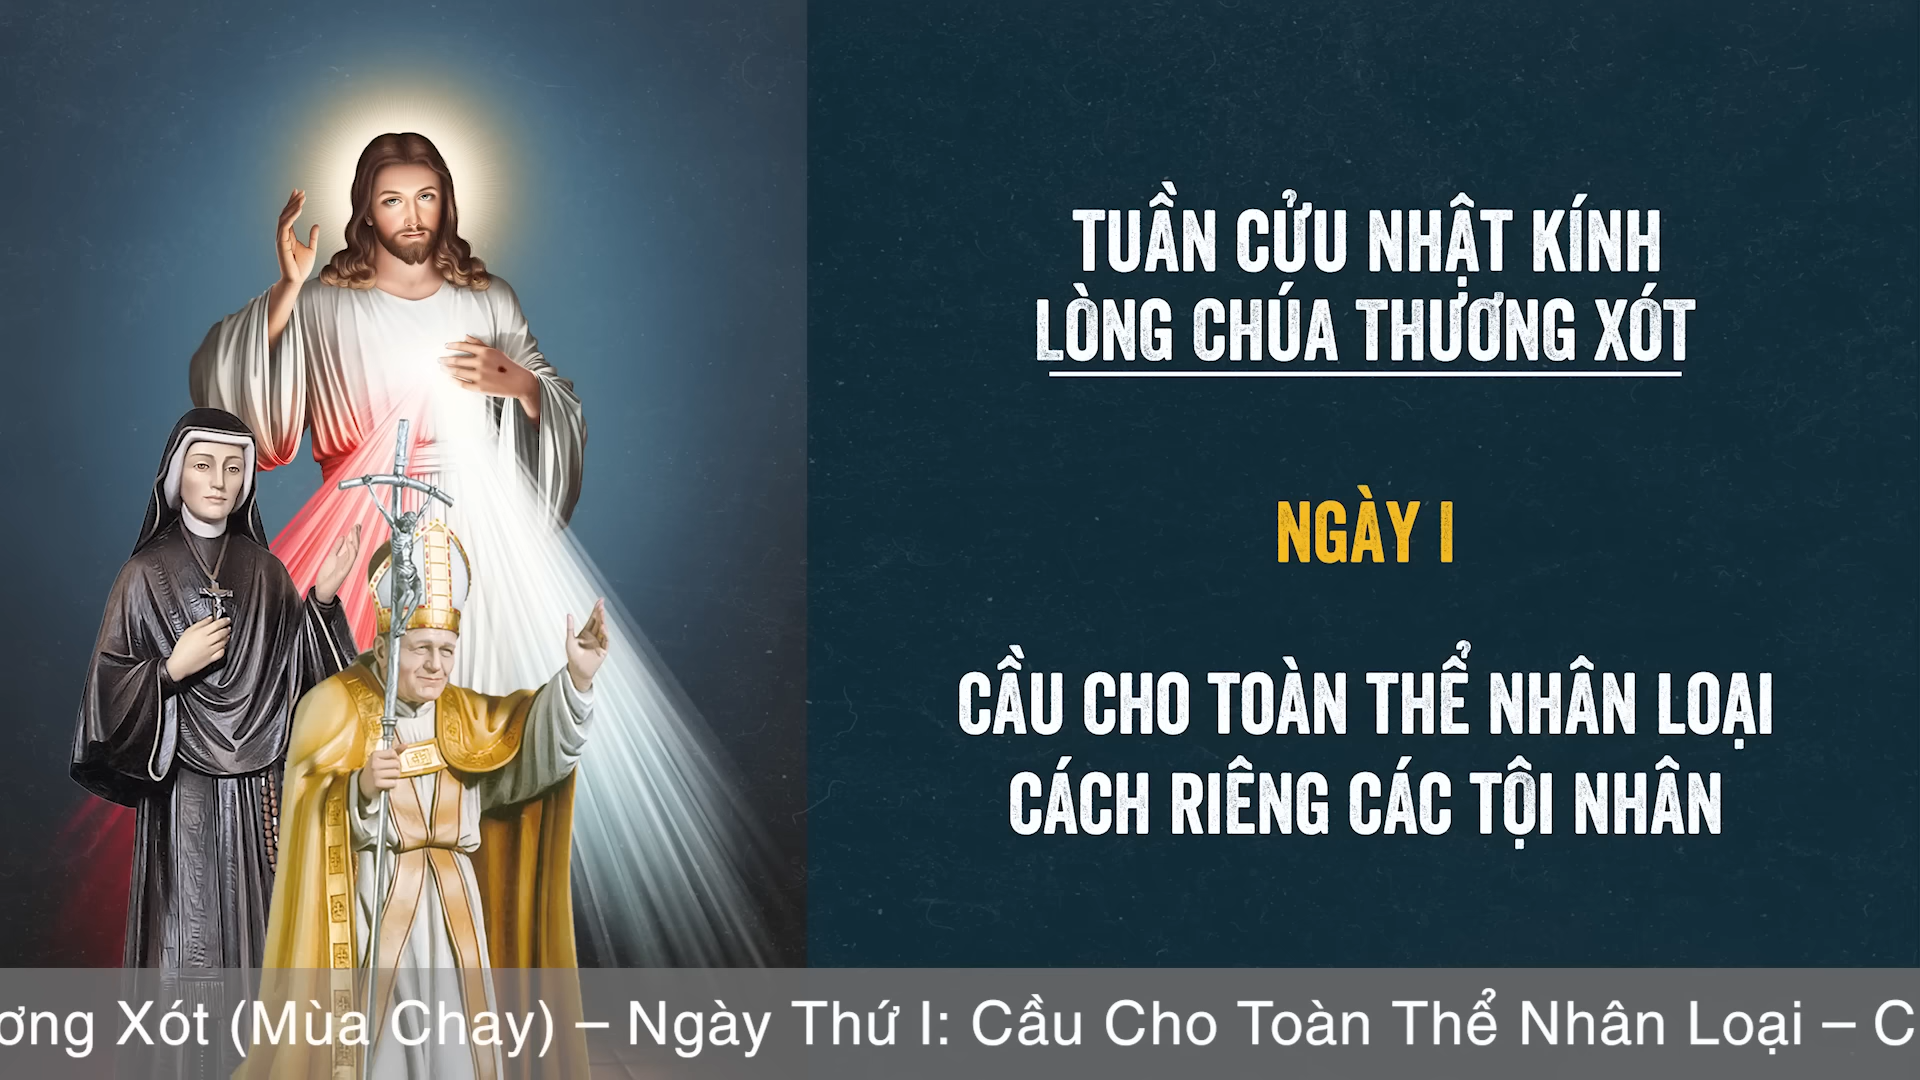 TUẦN CỬU NHẬT KÍNH
LÒNG CHÚA THƯƠNG XÓT
NGÀY I
CẦU CHO TOÀN THỂ NHÂN LOẠI
CÁCH RIÊNG CÁC TỘI NHÂN
ơng Xót (Mùa Chay) – Ngày Thứ I: Cầu Cho Toàn Thể Nhân Loại – C